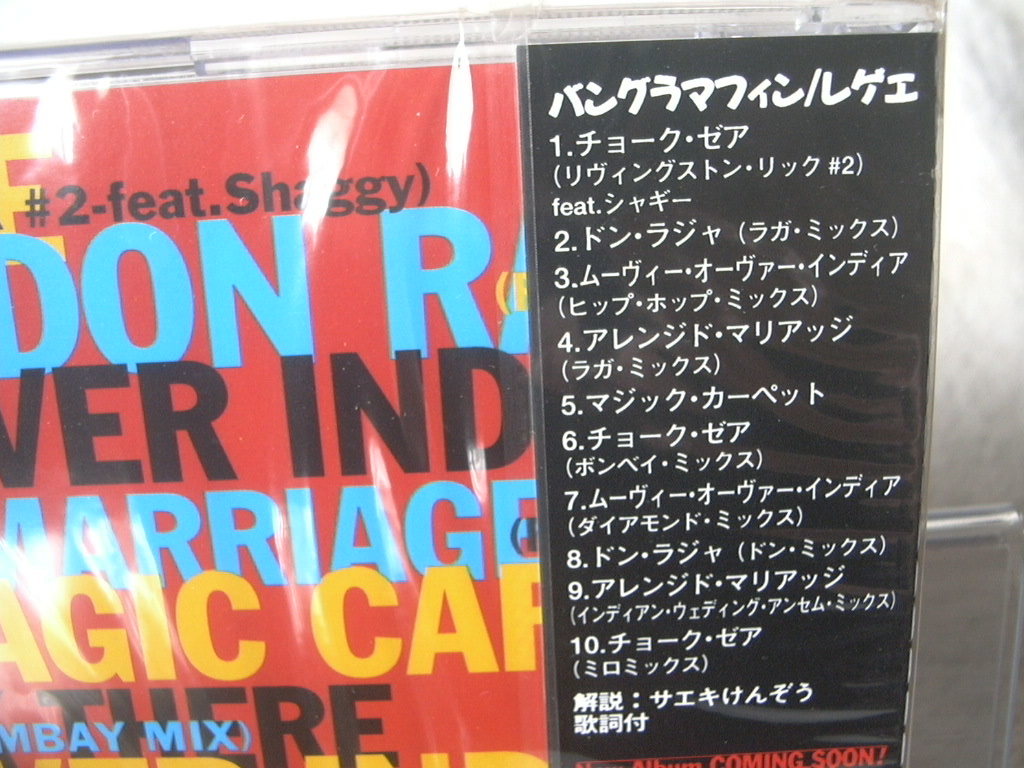 #2-feat.Shaggy)
DON RA
VER IND
MARRIAGE
AGIC CAR
THERE
MBAY MIX)
バングラマフィン/レゲエ
1.チョーク・ゼア
(リヴィングストン・リック #2)
feat.シャギー
2.ドン・ラジャ (ラガ・ミックス)
3.ムーヴィー・オーヴァー・インディア
(ヒップ・ホップ・ミックス)
4.アレンジド・マリアッジ
(ラガ・ミックス)
5.マジック・カーペット
6.チョーク・ゼア
(ボンベイ・ミックス)
7.ムーヴィー・オーヴァー・インディア
(ダイアモンド・ミックス)
8.ドン・ラジャ (ドン・ミックス)
9.アレンジド・マリアッジ
(インディアン・ウェディング・アンセム・ミックス)
10.チョーク・ゼア
(ミロミックス)
解説：サエキけんぞう
歌詞付
New Album COMING SOON!